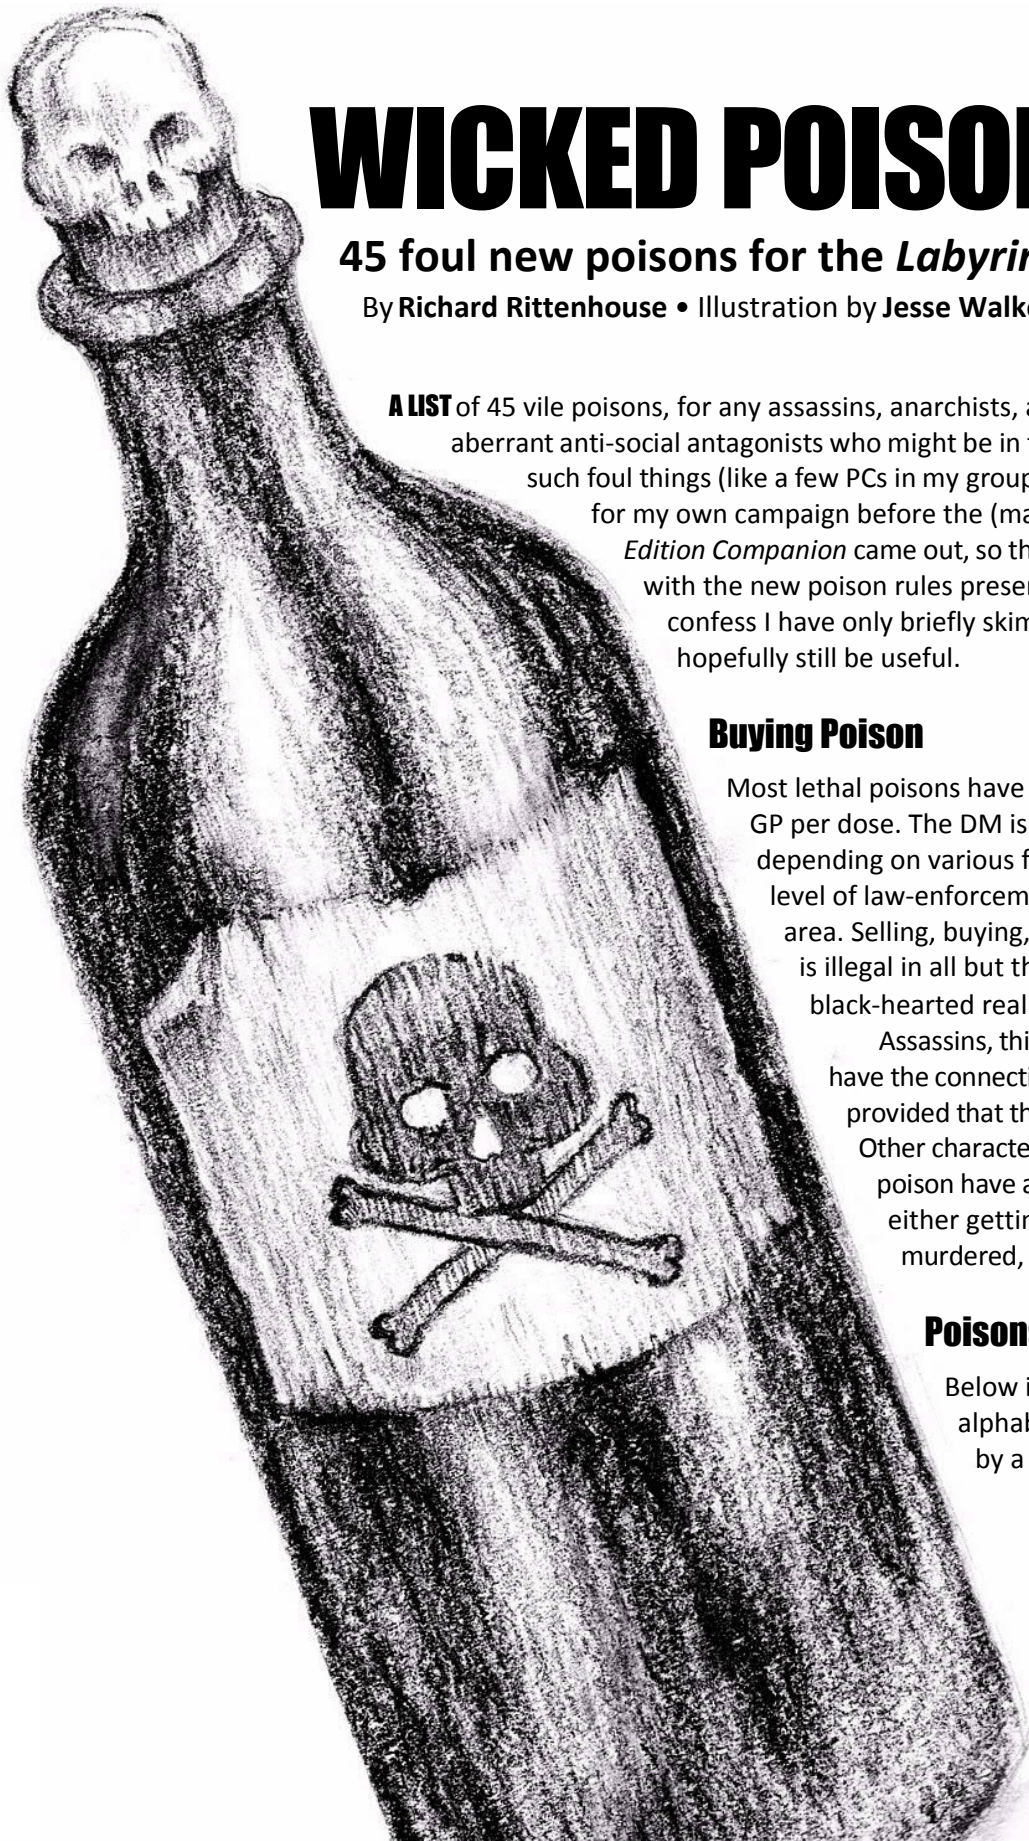 WICKED POISON
45 foul new poisons for the Labyrin
By Richard Rittenhouse • Illustration by Jesse Walke
A LIST of 45 vile poisons, for any assassins, anarchists, a
aberrant anti-social antagonists who might be in
such foul things (like a few PCs in my group
for my own campaign before the (ma
Edition Companion came out, so th
with the new poison rules presen
confess I have only briefly skim
hopefully still be useful.
Buying Poison
Most lethal poisons have
GP per dose. The DM is
depending on various f
level of law-enforcem
area. Selling, buying,
is illegal in all but th
black-hearted real
Assassins, thi
have the connecti
provided that th
Other characte
poison have a
either gettin
murdered,
Poisons
Below i
alphab
by a